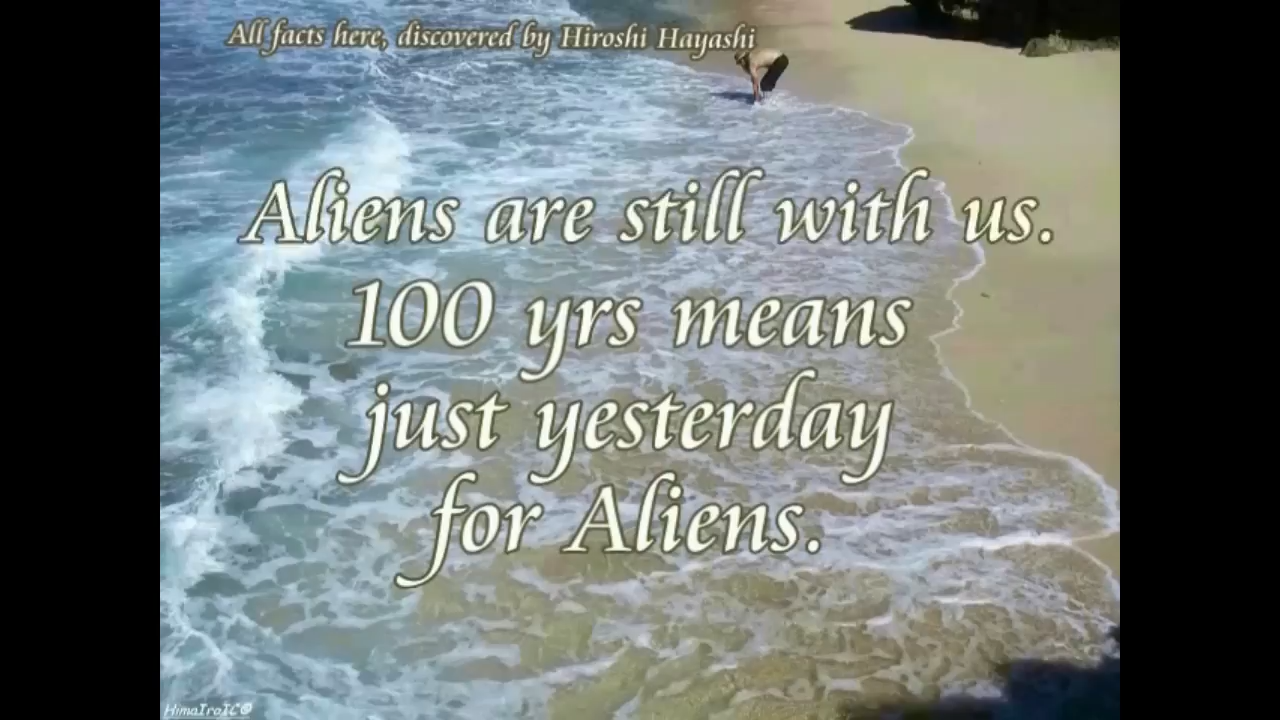 All facts here, discovered by Hiroshi Hayashi
Aliens are still with us.
100 yrs means
just yesterday
for Aliens.